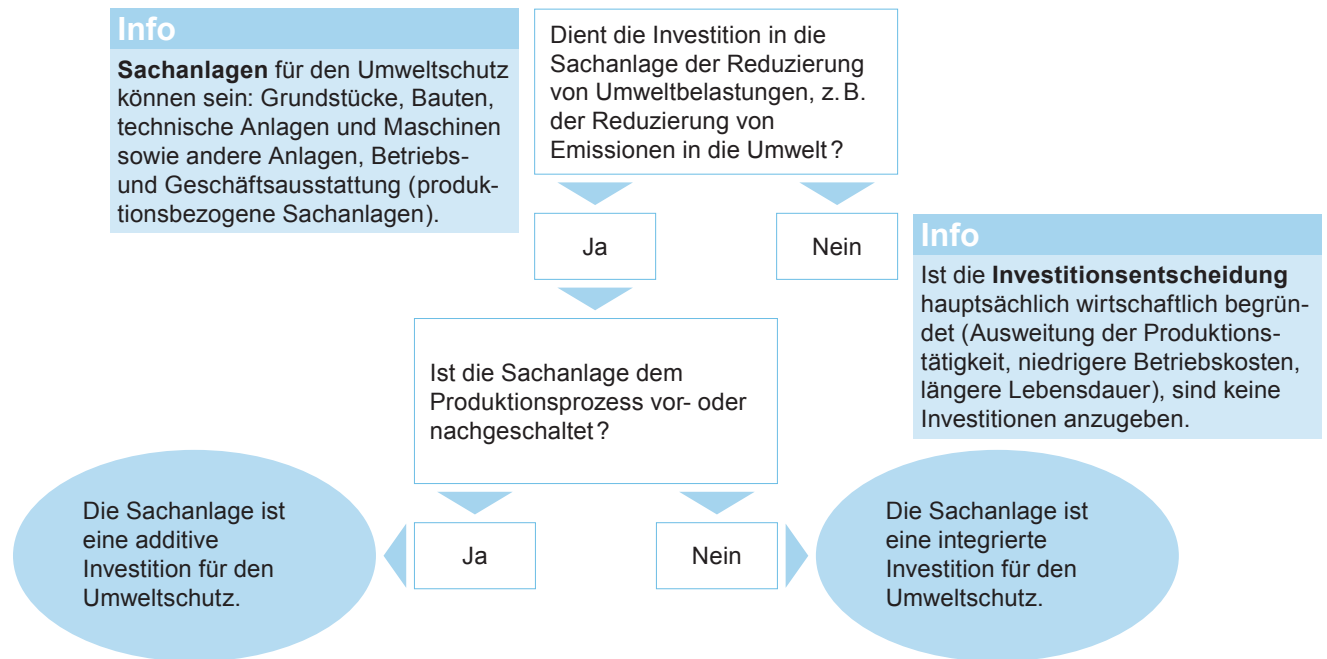 Info
Sachanlagen für den Umweltschutz
können sein: Grundstücke, Bauten,
technische Anlagen und Maschinen
sowie andere Anlagen, Betriebs-
und Geschäftsausstattung (produk-
tionsbezogene Sachanlagen).
Dient die Investition in die
Sachanlage der Reduzierung
von Umweltbelastungen, z. B.
der Reduzierung von
Emissionen in die Umwelt?
Ja
Nein
Info
Ist die Investitionsentscheidung
hauptsächlich wirtschaftlich begrün-
det (Ausweitung der Produktions-
tätigkeit, niedrigere Betriebskosten,
längere Lebensdauer), sind keine
Investitionen anzugeben.
Ist die Sachanlage dem
Produktionsprozess vor- oder
nachgeschaltet?
Die Sachanlage ist
eine additive
Investition für den
Umweltschutz.
Ja
Nein
Die Sachanlage ist
eine integrierte
Investition für den
Umweltschutz.